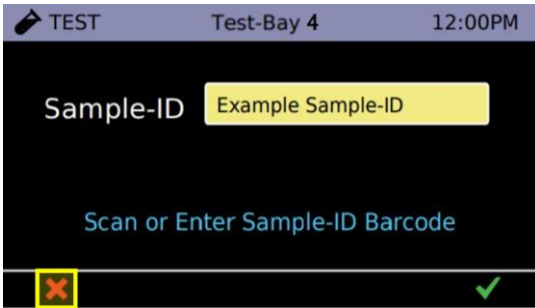 TEST Test-Bay 4 12:00PM
Sample-ID Example Sample-ID
Scan or Enter Sample-ID Barcode